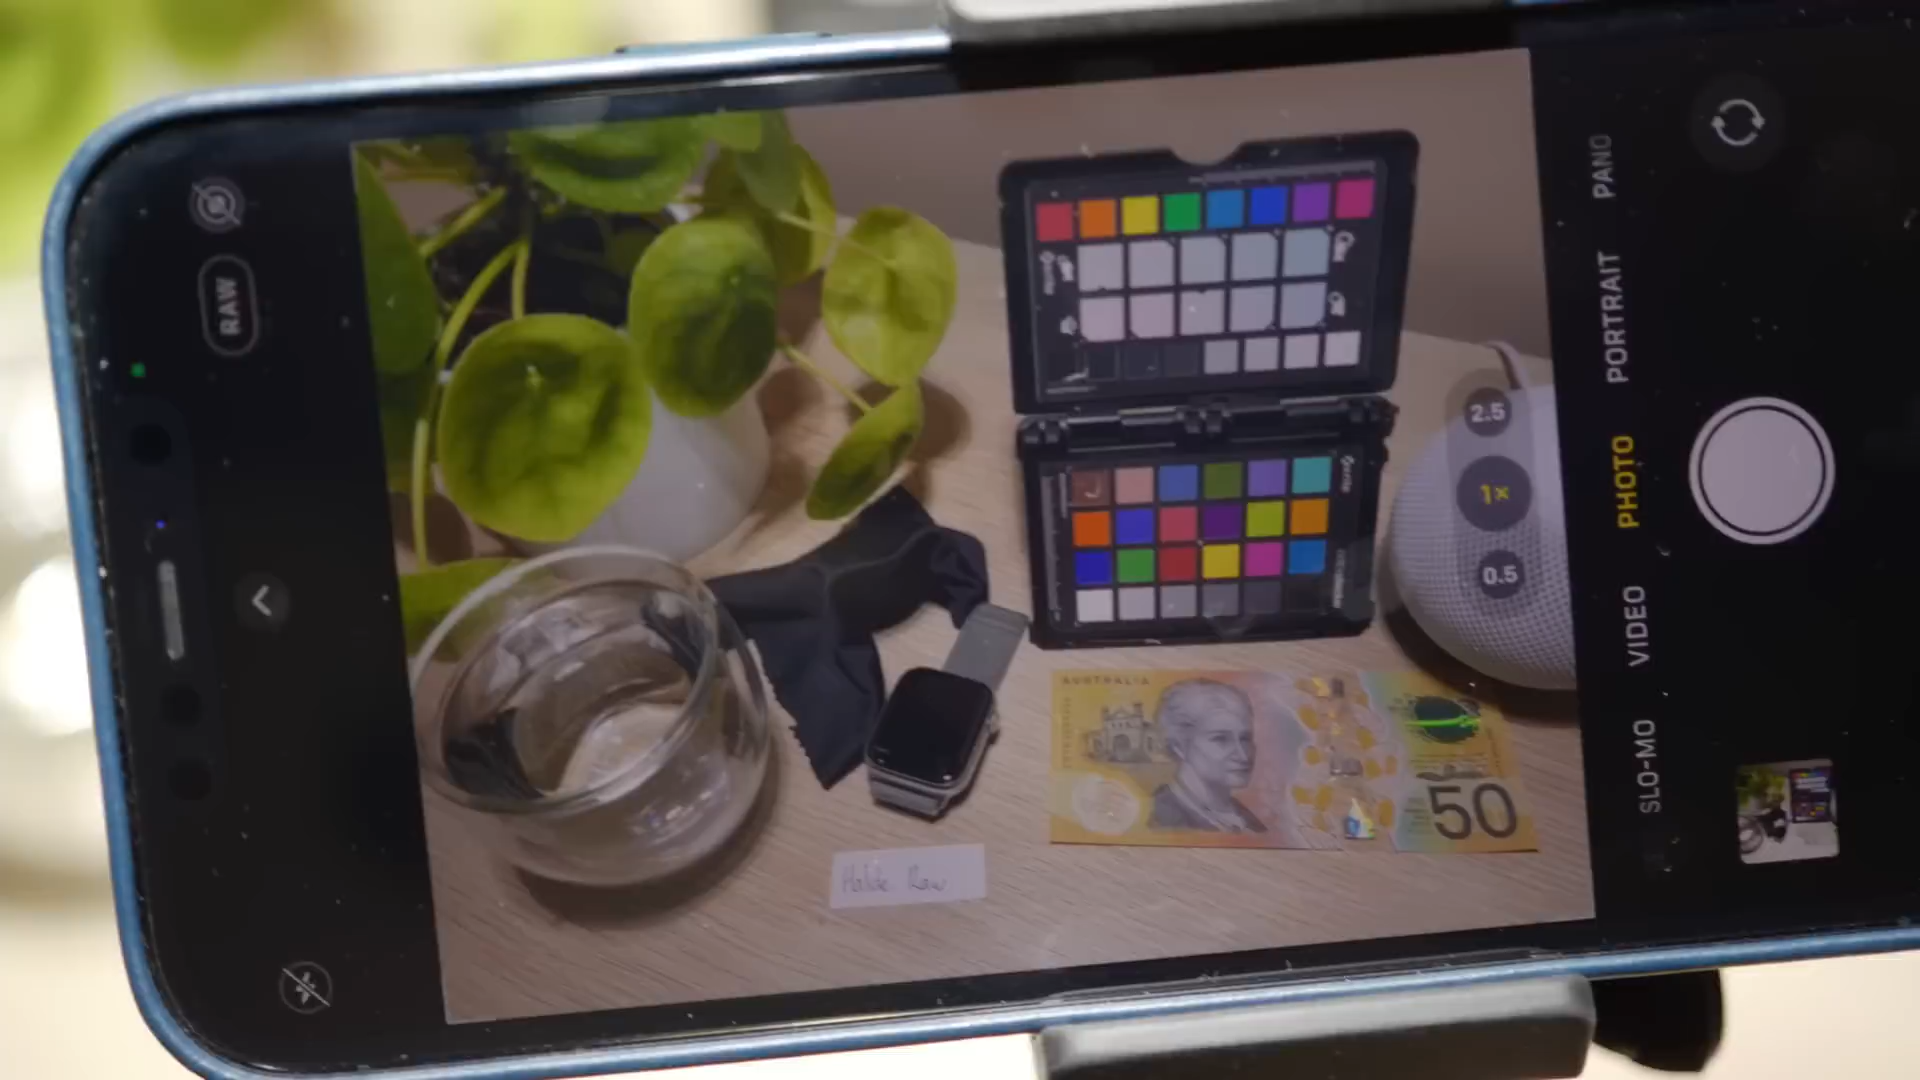 RAW
AUSTRALIA
50
Halide Raw
2.5
1×
0.5
PANO
PORTRAIT
PHOTO
VIDEO
SLO-MO